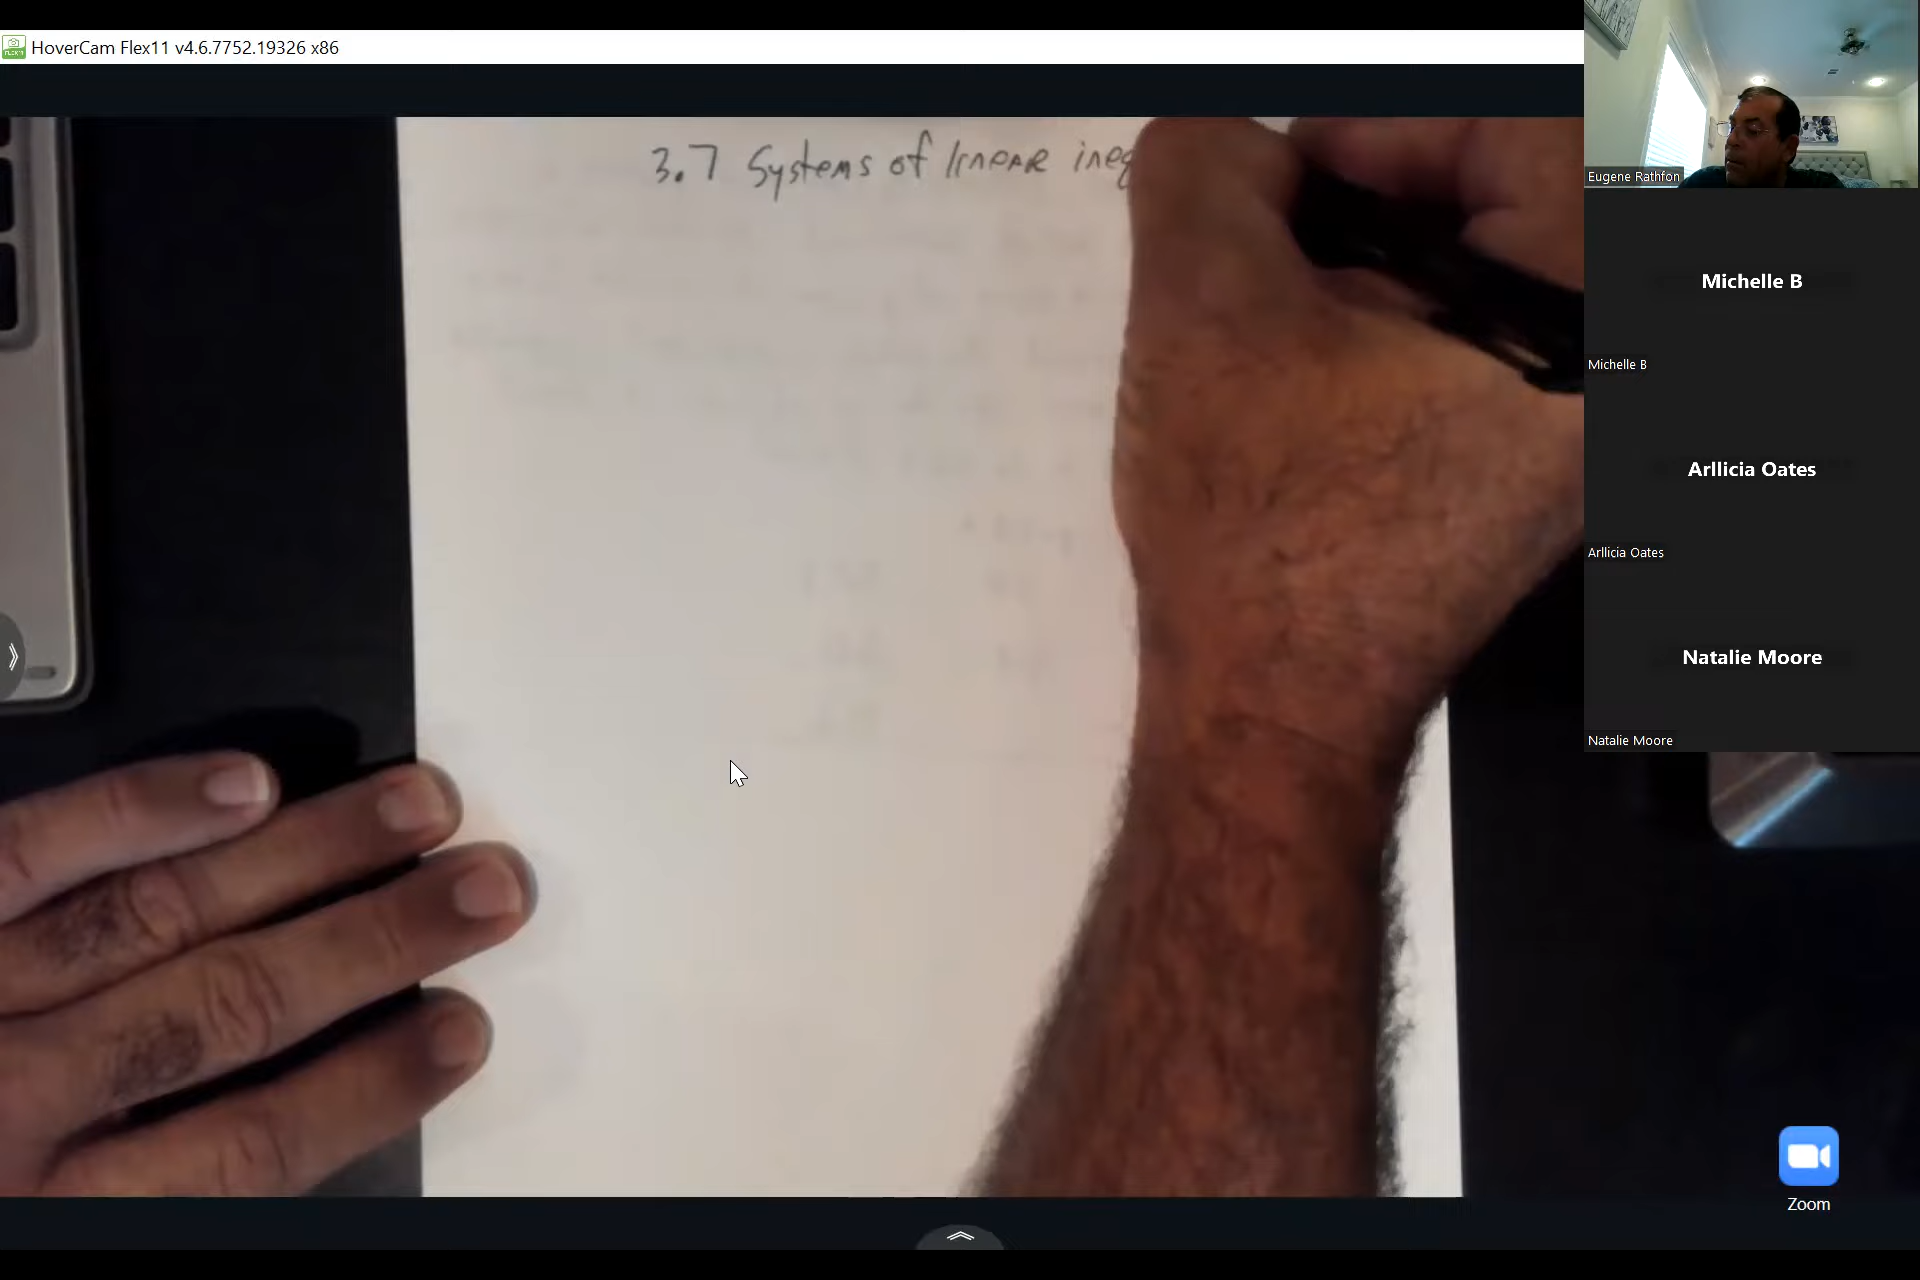 HoverCam Flex11 v4.6.7752.19326 x86
3.7 Systems of linear ineq
Eugene Rathfon
Michelle B
Michelle B
Arllicia Oates
Arllicia Oates
Natalie Moore
Natalie Moore
Zoom